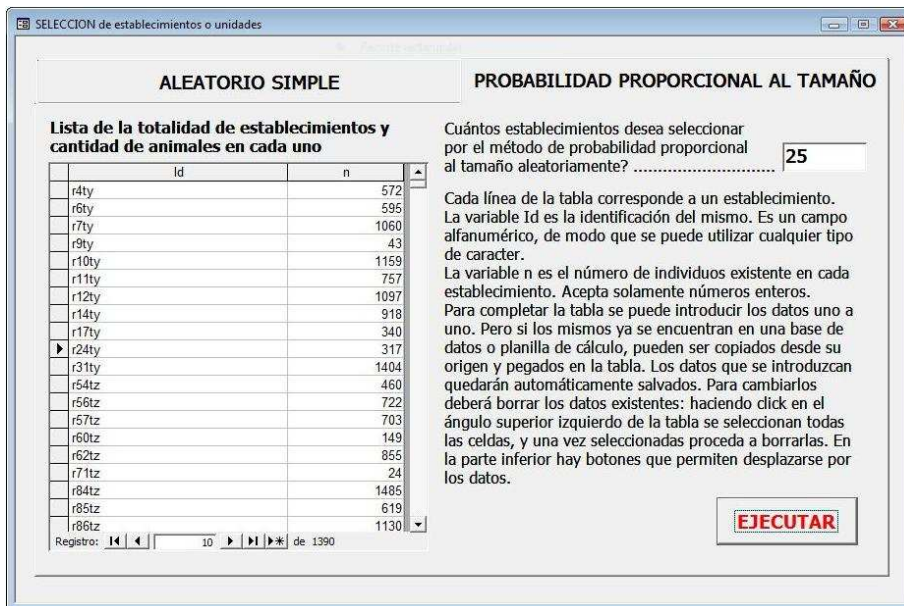 SELECCION de establecimientos o unidades
ALEATORIO SIMPLE
PROBABILIDAD PROPORCIONAL AL TAMAÑO
Lista de la totalidad de establecimientos y
cantidad de animales en cada uno
Id n
r4ty 572
r6ty 595
r7ty 1060
r9ty 43
r10ty 1159
r11ty 757
r12ty 1097
r14ty 918
r17ty 340
r24ty 317
r31ty 1404
r54tz 460
r56tz 722
r57tz 703
r60tz 149
r62tz 855
r71tz 24
r84tz 1485
r85tz 619
r86tz 1130
Registro: 10 de 1390
Cuántos establecimientos desea seleccionar
por el método de probabilidad proporcional
al tamaño aleatoriamente? ............................ 25
Cada línea de la tabla corresponde a un establecimiento.
La variable Id es la identificación del mismo. Es un campo
alfanumérico, de modo que se puede utilizar cualquier tipo
de caracter.
La variable n es el número de individuos existente en cada
establecimiento. Acepta solamente números enteros.
Para completar la tabla se puede introducir los datos uno a
uno. Pero si los mismos ya se encuentran en una base de
datos o planilla de cálculo, pueden ser copiados desde su
origen y pegados en la tabla. Los datos que se introduzcan
quedarán automáticamente salvados. Para cambiarlos
deberá borrar los datos existentes: haciendo click en el
ángulo superior izquierdo de la tabla se seleccionan todas
las celdas, y una vez seleccionadas proceda a borrarlas. En
la parte inferior hay botones que permiten desplazarse por
los datos.
EJECUTAR